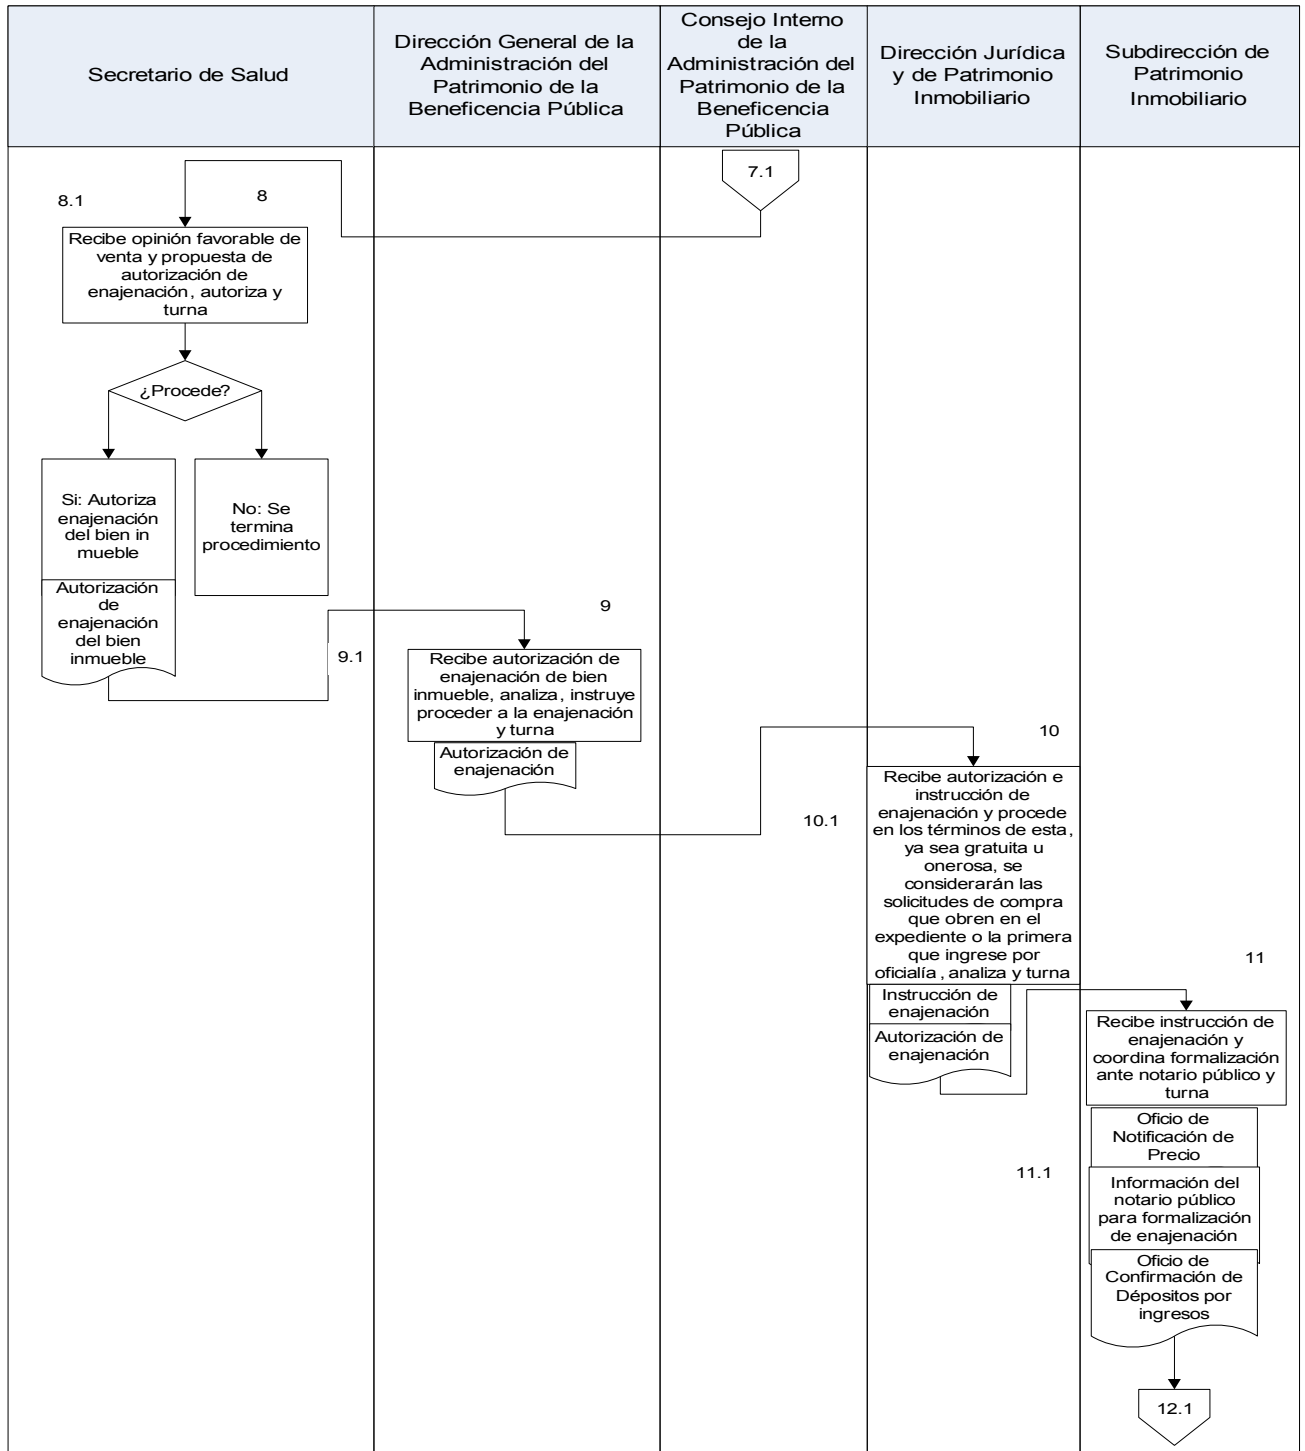 Secretario de Salud
Dirección General de la
Administración del
Patrimonio de la
Beneficencia Pública
Consejo Interno
de la
Administración del
Patrimonio de la
Beneficencia
Pública
Dirección Jurídica
y de Patrimonio
Inmobiliario
Subdirección de
Patrimonio
Inmobiliario
7.1
8.1
8
Recibe opinión favorable de
venta y propuesta de
autorización de
enajenación, autoriza y
turna
¿Procede?
Si: Autoriza
enajenación
del bien in
mueble
No: Se
termina
procedimiento
Autorización
de
enajenación
del bien
inmueble
9.1
9
Recibe autorización de
enajenación de bien
inmueble, analiza, instruye
proceder a la enajenación
y turna
Autorización de
enajenación
10
10.1
Recibe autorización e
instrucción de
enajenación y procede
en los términos de esta,
ya sea gratuita u
onerosa, se
considerarán las
solicitudes de compra
que obren en el
expediente o la primera
que ingrese por
oficialía, analiza y turna
Instrucción de
enajenación
Autorización de
enajenación
11
11.1
Recibe instrucción de
enajenación y
coordina formalización
ante notario público y
turna
Oficio de
Notificación de
Precio
Información del
notario público
para formalización
de enajenación
Oficio de
Confirmación de
Dépositos por
ingresos
12.1